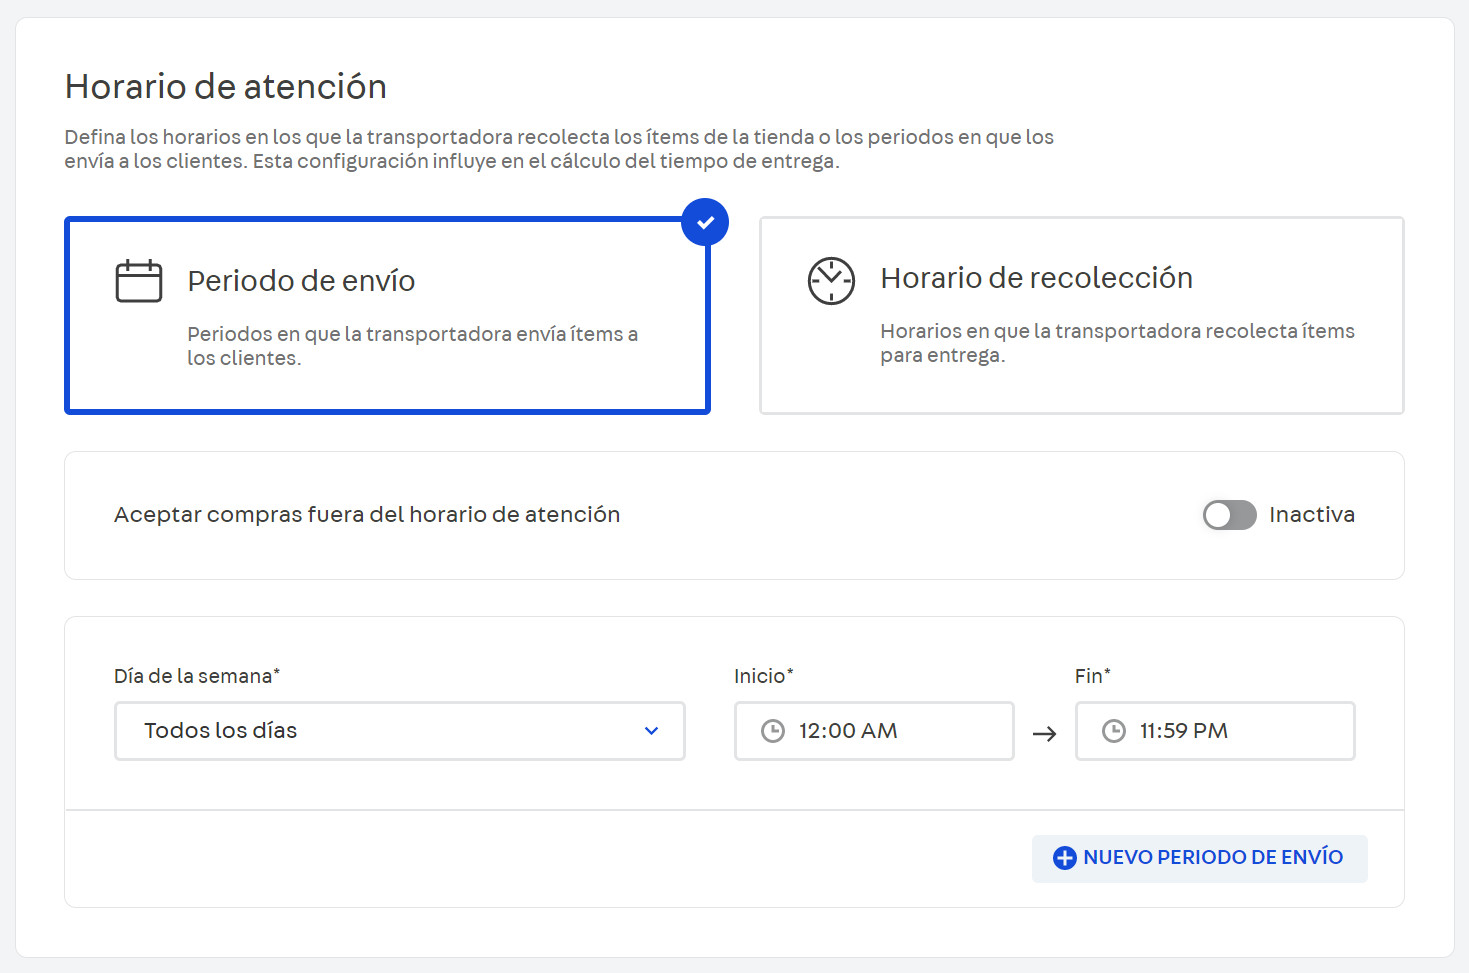 Horario de atención
Defina los horarios en los que la transportadora recolecta los ítems de la tienda o los periodos en que los
envía a los clientes. Esta configuración influye en el cálculo del tiempo de entrega.
Periodo de envío
Periodos en que la transportadora envía ítems a
los clientes.
Horario de recolección
Horarios en que la transportadora recolecta ítems
para entrega.
Aceptar compras fuera del horario de atención
Inactiva
Día de la semana*
Inicio*
Fin*
Todos los días
12:00 AM
11:59 PM
NUEVO PERIODO DE ENVÍO